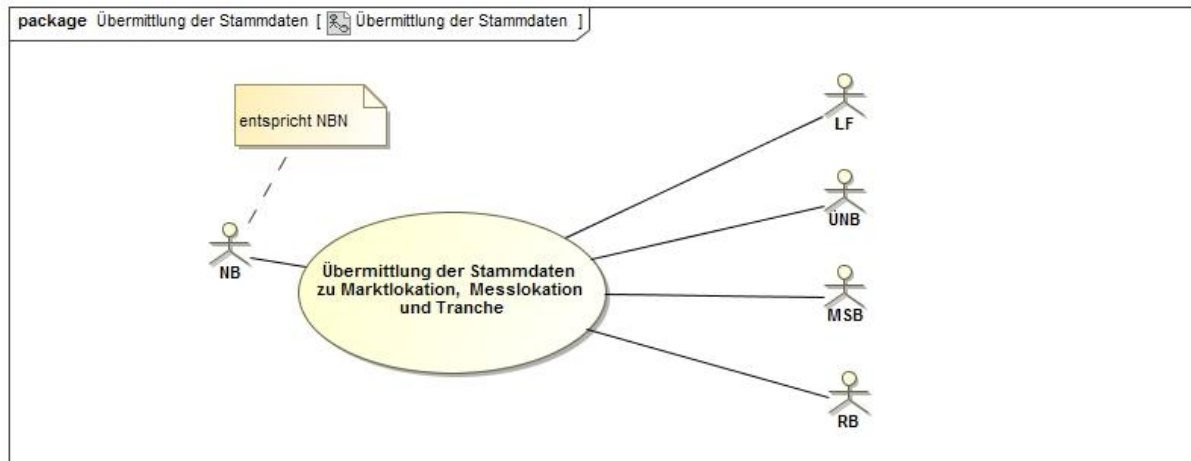 package Übermittlung der Stammdaten [ Übermittlung der Stammdaten ]
entspricht NBN
LF
ÜNB
NB
Übermittlung der Stammdaten
zu Marktlokation, Messlokation
und Tranche
MSB
RB